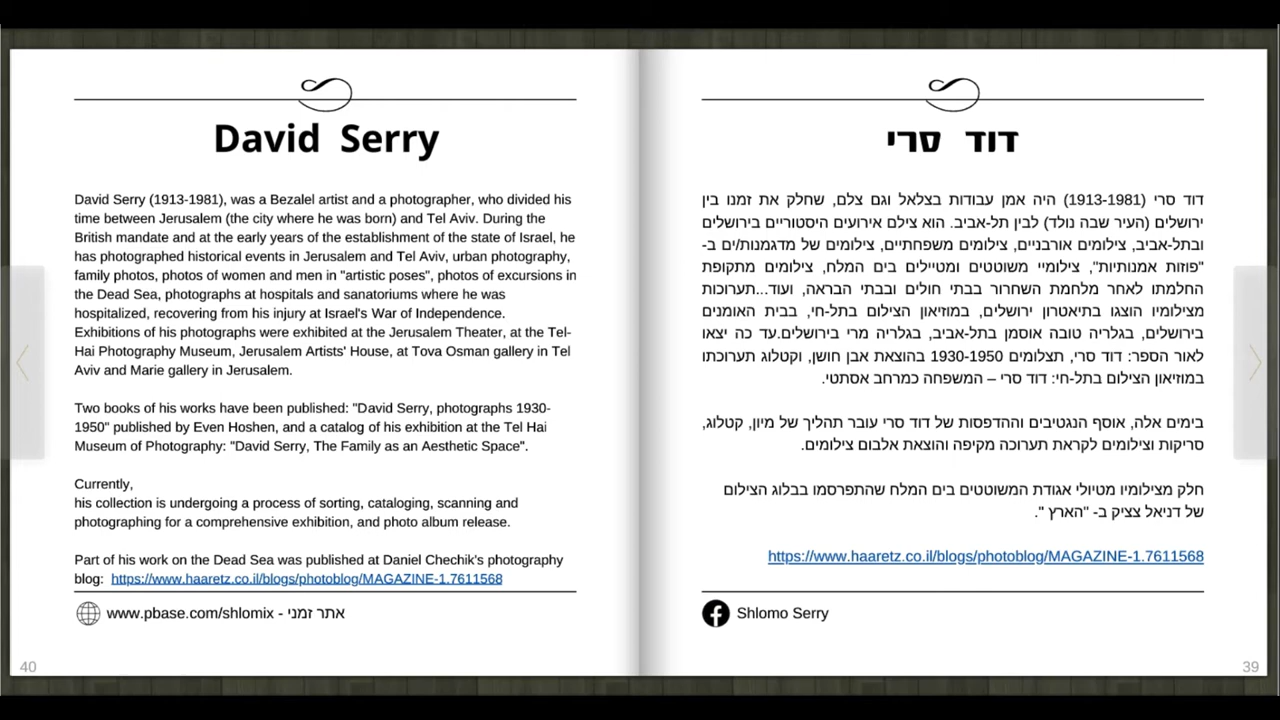 David Serry
David Serry (1913-1981), was a Bezalel artist and a photographer, who divided his
time between Jerusalem (the city where he was born) and Tel Aviv. During the
British mandate and at the early years of the establishment of the state of Israel, he
has photographed historical events in Jerusalem and Tel Aviv, urban photography,
family photos, photos of women and men in "artistic poses", photos of excursions in
the Dead Sea, photographs at hospitals and sanatoriums where he was
hospitalized, recovering from his injury at Israel's War of Independence.
Exhibitions of his photographs were exhibited at the Jerusalem Theater, at the Tel-
Hai Photography Museum, Jerusalem Artists' House, at Tova Osman gallery in Tel
Aviv and Marie gallery in Jerusalem.
Two books of his works have been published: "David Serry, photographs 1930-
1950" published by Even Hoshen, and a catalog of his exhibition at the Tel Hai
Museum of Photography: "David Serry, The Family as an Aesthetic Space".
Currently,
his collection is undergoing a process of sorting, cataloging, scanning and
photographing for a comprehensive exhibition, and photo album release.
Part of his work on the Dead Sea was published at Daniel Chechik's photography
blog: https://www.haaretz.co.il/blogs/photoblog/MAGAZINE-1.7611568
www.pbase.com/shlomix - אתר זמני
40
דוד סרי
דוד סרי (1913-1981) היה אמן עבודות בצלאל וגם צלם, שחלק את זמנו בין
ירושלים (העיר שבה נולד) לבין תל-אביב. הוא צילם אירועים היסטוריים בירושלים
ובתל-אביב, צילומים אורבניים, צילומים משפחתיים, צילומים של מדגמנות/ים ב-
"פוזות אמנותיות", צילומיי משוטטים ומטיילים בים המלח, צילומים מתקופת
החלמתו לאחר מלחמת השחרור בבתי חולים ובבתי הבראה, ועוד...תערוכות
מצילומיו הוצגו בתיאטרון ירושלים, במוזיאון הצילום בתל-חי, בבית האומנים
בירושלים, בגלריה טובה אוסמן בתל-אביב, בגלריה מרי בירושלים.עד כה יצאו
לאור הספר: דוד סרי, תצלומים 1930-1950 בהוצאת אבן חושן, וקטלוג תערוכתו
במוזיאון הצילום בתל-חי: דוד סרי – המשפחה כמרחב אסתטי.
בימים אלה, אוסף הנגטיבים וההדפסות של דוד סרי עובר תהליך של מיון, קטלוג,
סריקות וצילומים לקראת תערוכה מקיפה והוצאת אלבום צילומים.
חלק מצילומיו מטיולי אגודת המשוטטים בים המלח שהתפרסמו בבלוג הצילום
של דניאל צציק ב- "הארץ ".
https://www.haaretz.co.il/blogs/photoblog/MAGAZINE-1.7611568
Shlomo Serry
39